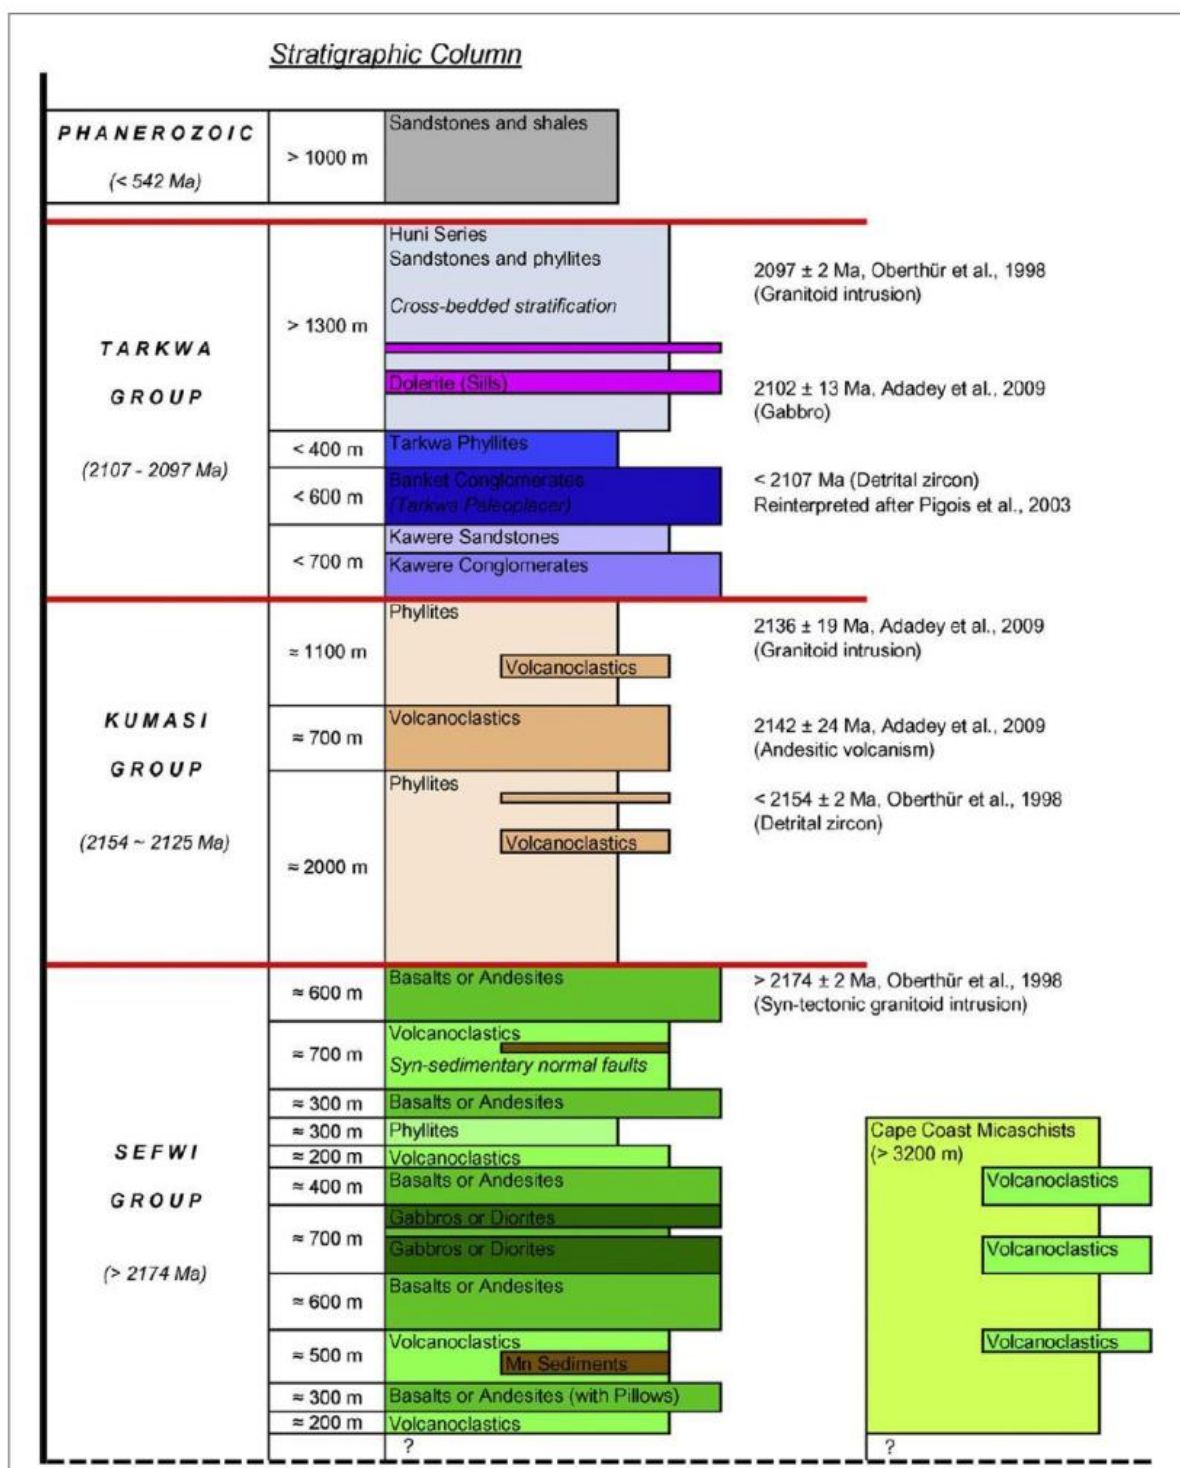 Stratigraphic Column
PHANEROZOIC
(< 542 Ma)
> 1000 m
Sandstones and shales
TARKWA
GROUP
(2107 - 2097 Ma)
> 1300 m
Huni Series
Sandstones and phyllites
Cross-bedded stratification
Dolerite (Sills)
2097 ± 2 Ma, Oberthür et al., 1998
(Granitoid intrusion)
2102 ± 13 Ma, Adadey et al., 2009
(Gabbro)
< 400 m
Tarkwa Phyllites
< 600 m
Banket Conglomerates
(Tarkwa Paleoplacer)
< 2107 Ma (Detrital zircon)
Reinterpreted after Pigois et al., 2003
< 700 m
Kawere Sandstones
Kawere Conglomerates
KUMASI
GROUP
(2154 ~ 2125 Ma)
≈ 1100 m
Phyllites
Volcanoclastics
2136 ± 19 Ma, Adadey et al., 2009
(Granitoid intrusion)
≈ 700 m
Volcanoclastics
2142 ± 24 Ma, Adadey et al., 2009
(Andesitic volcanism)
≈ 2000 m
Phyllites
Volcanoclastics
< 2154 ± 2 Ma, Oberthür et al., 1998
(Detrital zircon)
SEFWI
GROUP
(> 2174 Ma)
≈ 600 m
Basalts or Andesites
> 2174 ± 2 Ma, Oberthür et al., 1998
(Syn-tectonic granitoid intrusion)
≈ 700 m
Volcanoclastics
Syn-sedimentary normal faults
≈ 300 m
Basalts or Andesites
≈ 300 m
Phyllites
≈ 200 m
Volcanoclastics
≈ 400 m
Basalts or Andesites
≈ 700 m
Gabbros or Diorites
Gabbros or Diorites
≈ 600 m
Basalts or Andesites
≈ 500 m
Volcanoclastics
Mn Sediments
≈ 300 m
Basalts or Andesites (with Pillows)
≈ 200 m
Volcanoclastics
?
Cape Coast Micaschists
(> 3200 m)
Volcanoclastics
Volcanoclastics
Volcanoclastics
?